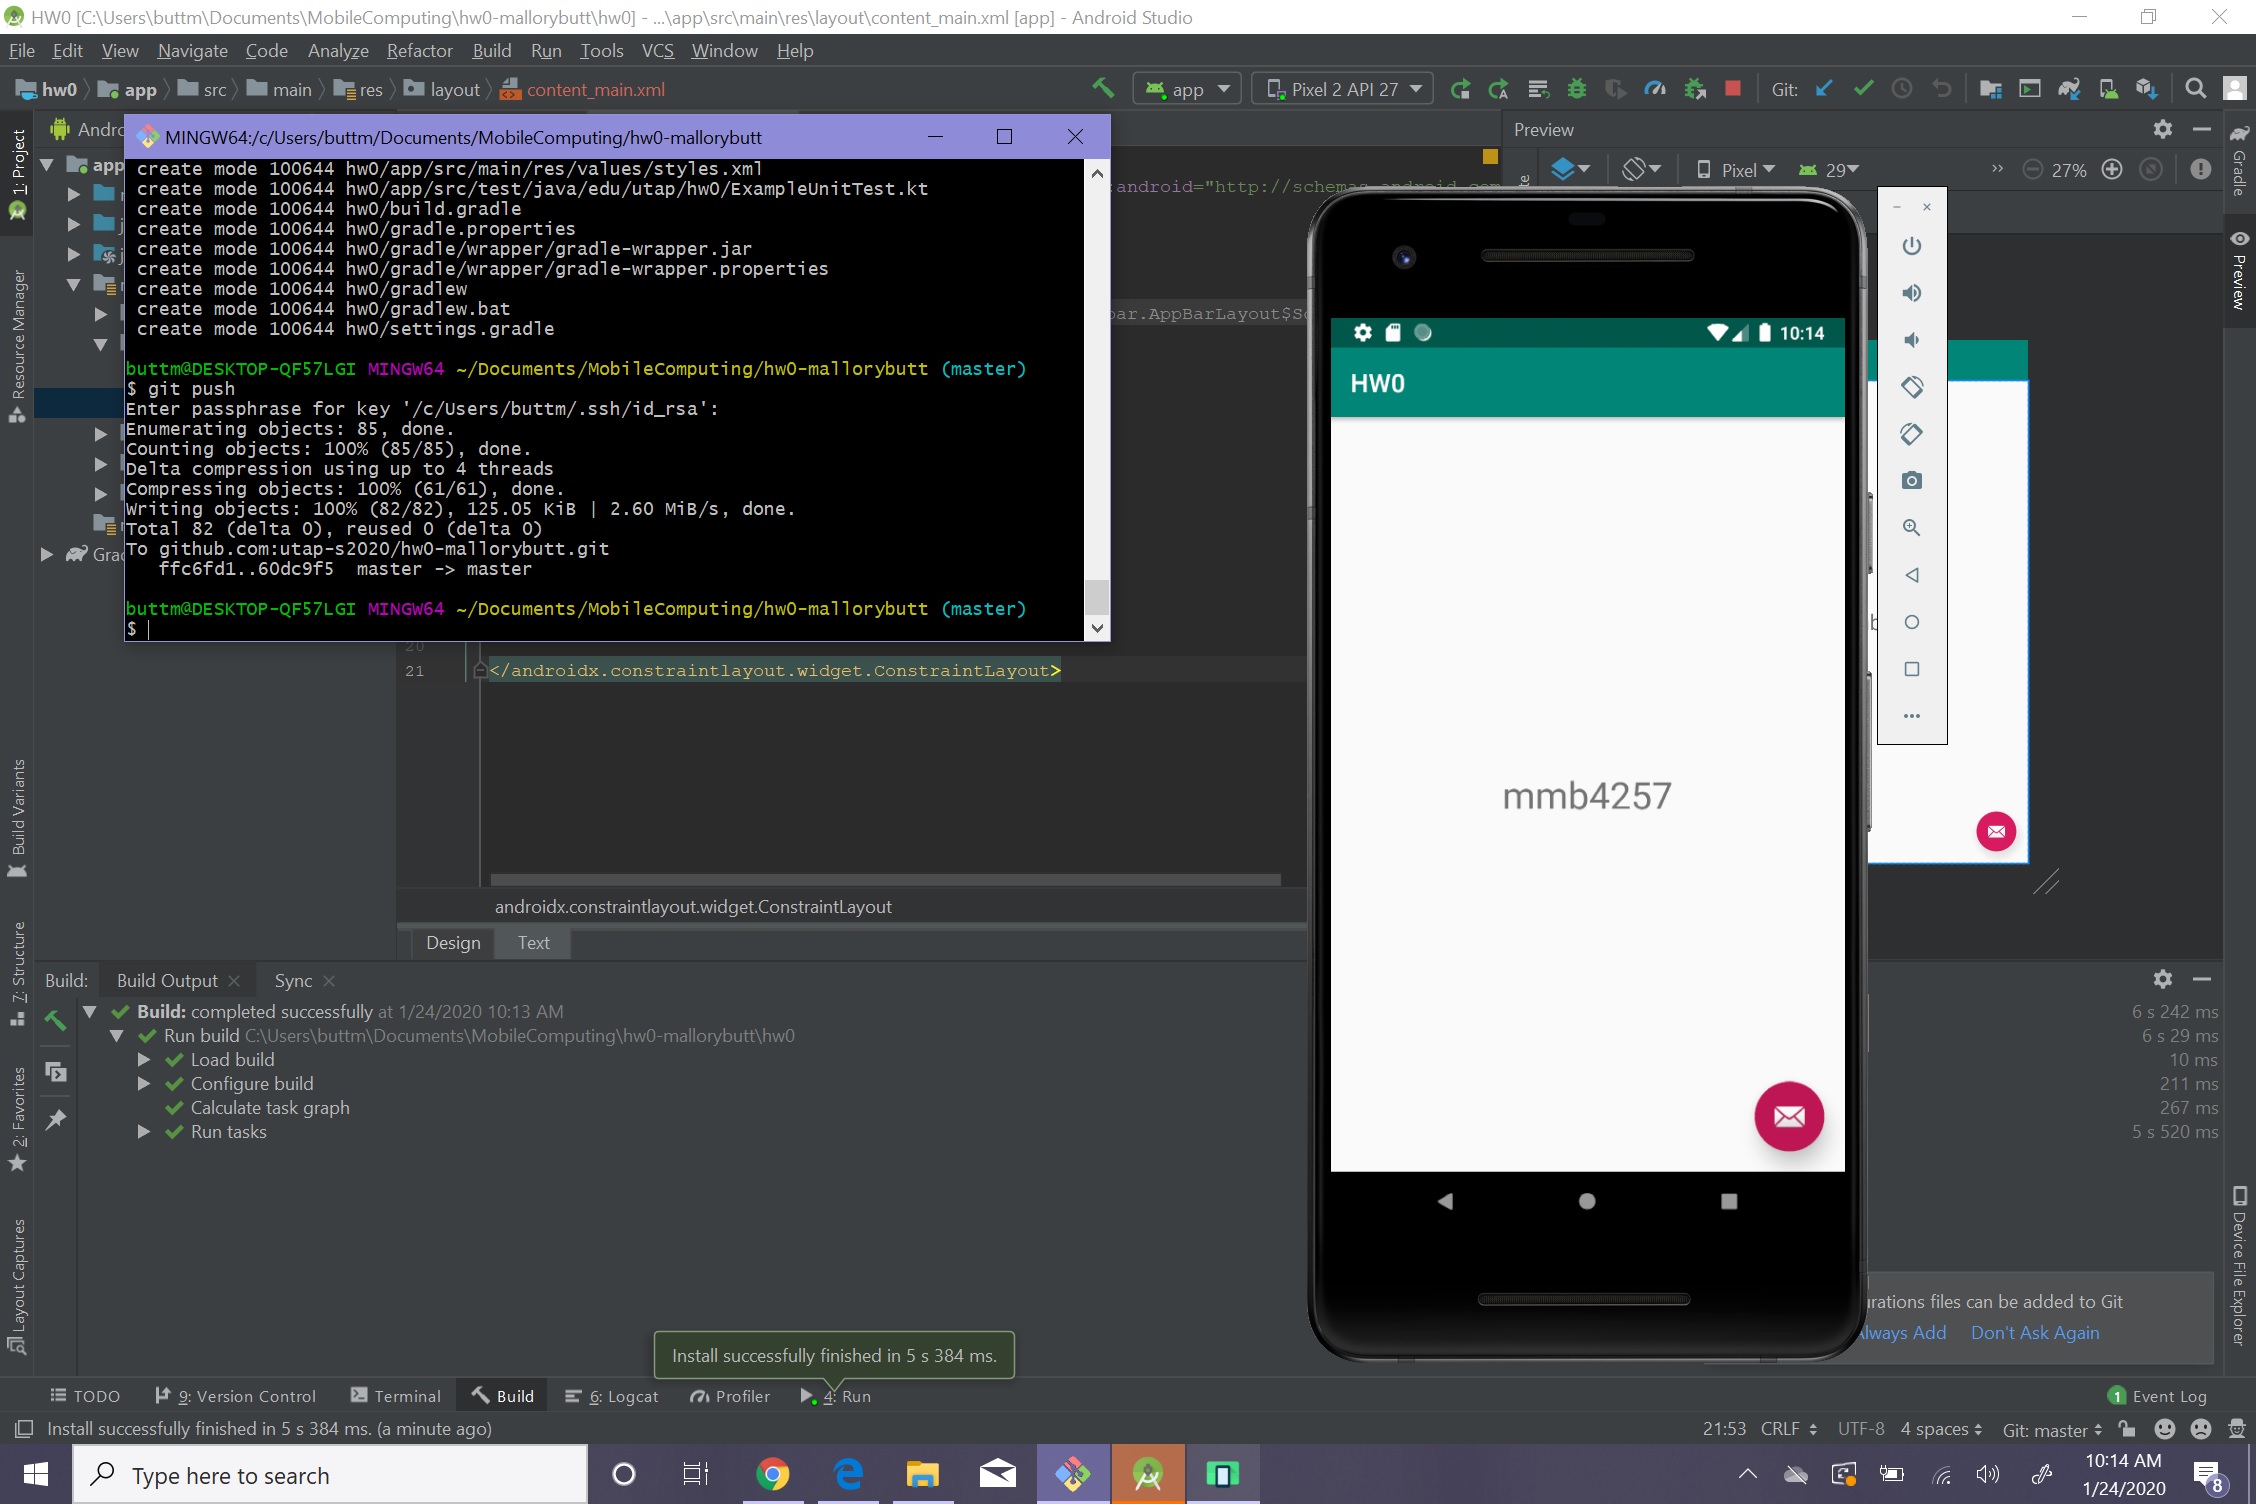 HW0 [C:\Users\buttm\Documents\MobileComputing\hw0-mallorybutt\hw0] - ...\app\src\main\res\layout\content_main.xml [app] - Android Studio
File Edit View Navigate Code Analyze Refactor Build Run Tools VCS Window Help
hw0 app src main res layout content_main.xml
app
Pixel 2 API 27
Git:
1: Project
Resource Manager
Build Variants
7: Structure
2: Favorites
Layout Captures
Andro
app
Grad
MINGW64:/c/Users/buttm/Documents/MobileComputing/hw0-mallorybutt
create mode 100644 hw0/app/src/main/res/values/styles.xml
create mode 100644 hw0/app/src/test/java/edu/utap/hw0/ExampleUnitTest.kt
create mode 100644 hw0/build.gradle
create mode 100644 hw0/gradle.properties
create mode 100644 hw0/gradle/wrapper/gradle-wrapper.jar
create mode 100644 hw0/gradle/wrapper/gradle-wrapper.properties
create mode 100644 hw0/gradlew
create mode 100644 hw0/gradlew.bat
create mode 100644 hw0/settings.gradle
buttm@DESKTOP-QF57LGI MINGW64 ~/Documents/MobileComputing/hw0-mallorybutt (master)
$ git push
Enter passphrase for key '/c/Users/buttm/.ssh/id_rsa':
Enumerating objects: 85, done.
Counting objects: 100% (85/85), done.
Delta compression using up to 4 threads
Compressing objects: 100% (61/61), done.
Writing objects: 100% (82/82), 125.05 KiB | 2.60 MiB/s, done.
Total 82 (delta 0), reused 0 (delta 0)
To github.com:utap-s2020/hw0-mallorybutt.git
ffc6fd1..60dc9f5 master -> master
buttm@DESKTOP-QF57LGI MINGW64 ~/Documents/MobileComputing/hw0-mallorybutt (master)
$
:android="http://schemas.android.com
bar.AppBarLayout$Sc
20
21 </androidx.constraintlayout.widget.ConstraintLayout>
androidx.constraintlayout.widget.ConstraintLayout
Design Text
Preview
Pixel 29 27%
10:14
HW0
mmb4257
Gradle
Preview
Device File Explorer
Build: Build Output Sync
Build: completed successfully at 1/24/2020 10:13 AM 6 s 242 ms
Run build C:\Users\buttm\Documents\MobileComputing\hw0-mallorybutt\hw0 6 s 29 ms
Load build 10 ms
Configure build 211 ms
Calculate task graph 267 ms
Run tasks 5 s 520 ms
urations files can be added to Git
Always Add Don't Ask Again
Install successfully finished in 5 s 384 ms.
TODO 9: Version Control Terminal Build 6: Logcat Profiler 4: Run 1 Event Log
Install successfully finished in 5 s 384 ms. (a minute ago) 21:53 CRLF UTF-8 4 spaces Git: master
Type here to search
10:14 AM
1/24/2020
8